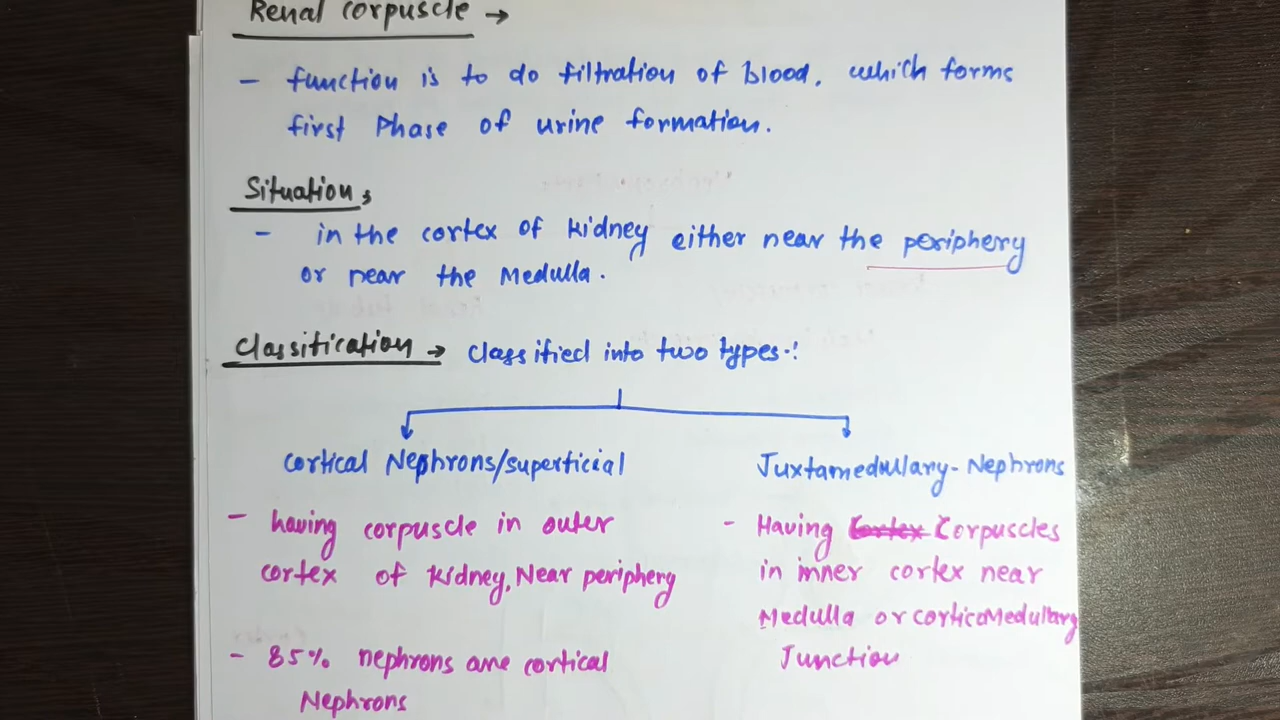 Renal corpuscle →
- function is to do filtration of blood, which forms
first Phase of urine formation.
Situation,
- in the cortex of kidney either near the periphery
or near the Medulla.
Classification → Classified into two types:!
cortical Nephrons/superficial
Juxtamedullary-Nephrons
- having corpuscle in outer
cortex of kidney, Near periphery
- 85% nephrons are cortical
Nephrons
- Having Corpuscles
in inner cortex near
Medulla or corticoMedullary
Junction